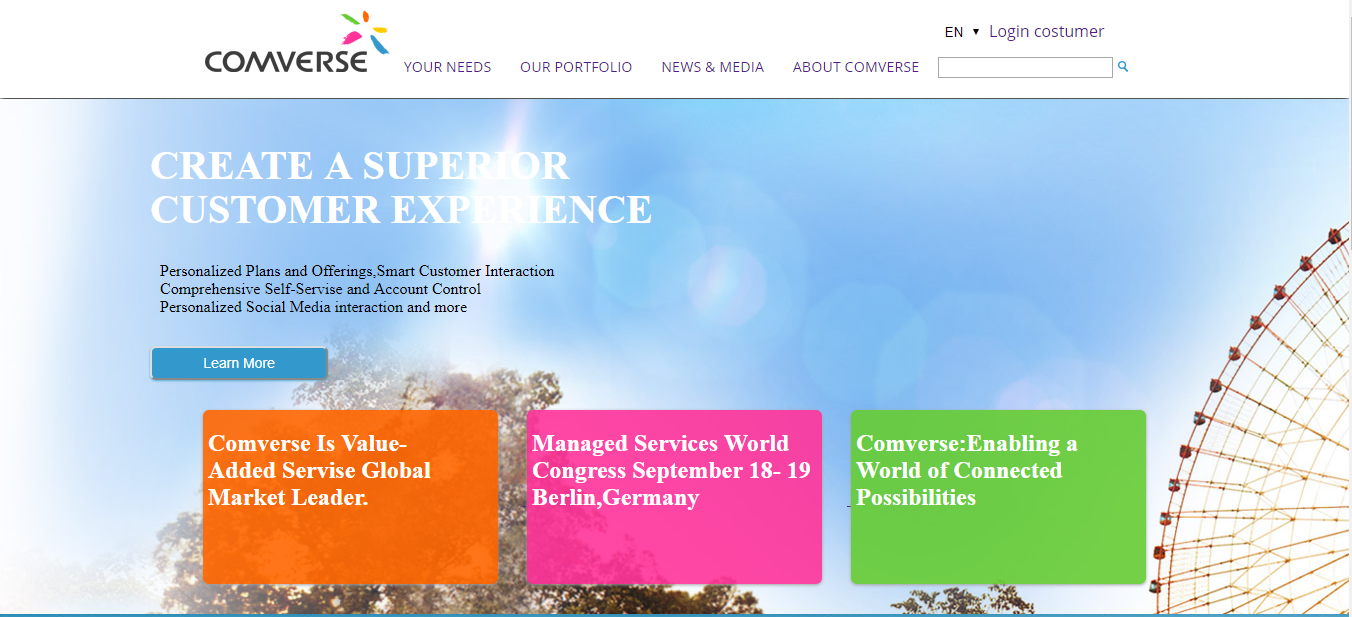 COMVERSE
EN ▼ Login costumer
YOUR NEEDS OUR PORTFOLIO NEWS & MEDIA ABOUT COMVERSE
CREATE A SUPERIOR
CUSTOMER EXPERIENCE
Personalized Plans and Offerings,Smart Customer Interaction
Comprehensive Self-Servise and Account Control
Personalized Social Media interaction and more
Learn More
Comverse Is Value-
Added Servise Global
Market Leader.
Managed Services World
Congress September 18- 19
Berlin,Germany
Comverse:Enabling a
World of Connected
Possibilities